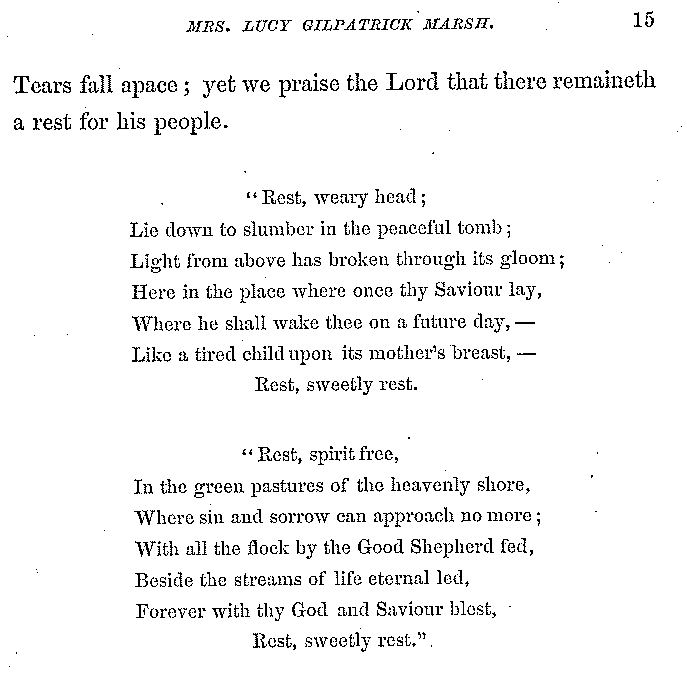 MRS. LUCY GILPATRICK MARSH. 15
Tears fall apace; yet we praise the Lord that there remaineth
a rest for his people.
"Rest, weary head;
Lie down to slumber in the peaceful tomb;
Light from above has broken through its gloom;
Here in the place where once thy Saviour lay,
Where he shall wake thee on a future day, —
Like a tired child upon its mother's breast, —
Rest, sweetly rest.
"Rest, spirit free,
In the green pastures of the heavenly shore,
Where sin and sorrow can approach no more;
With all the flock by the Good Shepherd fed,
Beside the streams of life eternal led,
Forever with thy God and Saviour blest,
Rest, sweetly rest."